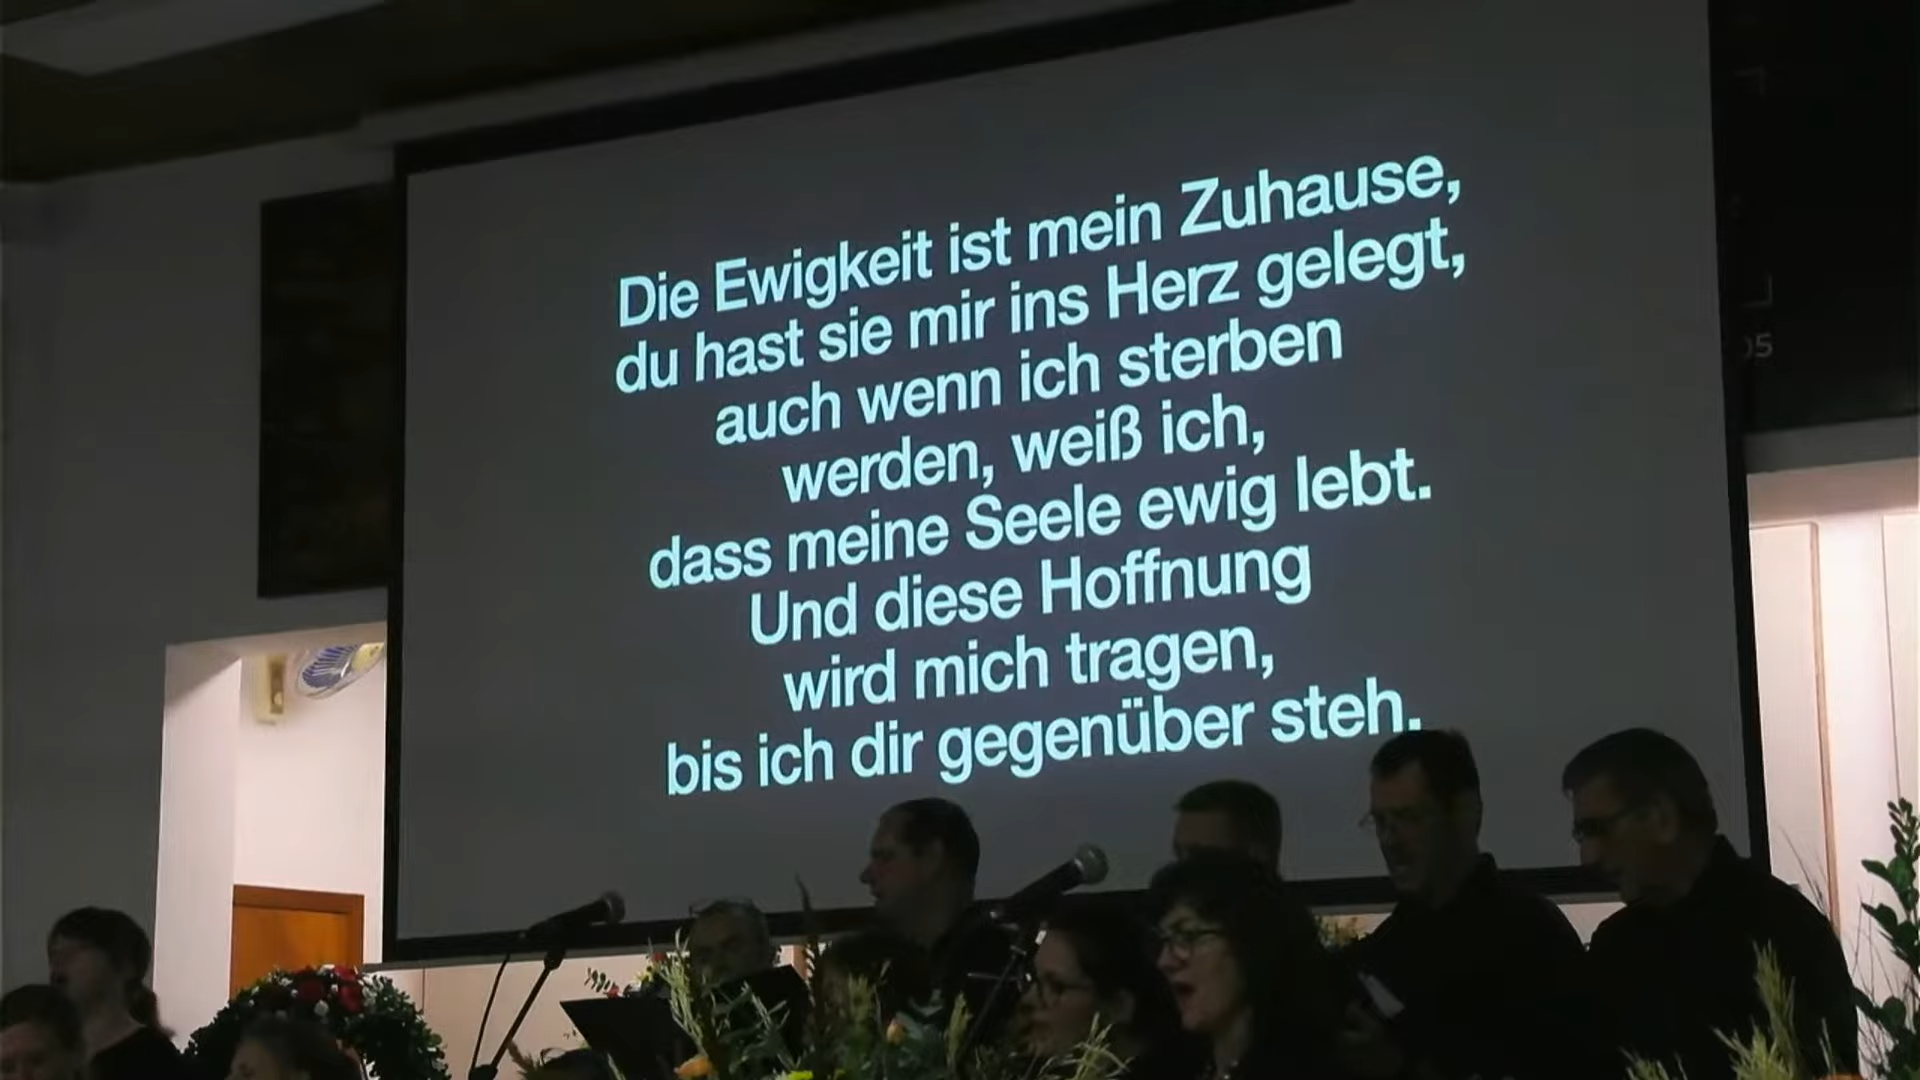 Die Ewigkeit ist mein Zuhause,
du hast sie mir ins Herz gelegt,
auch wenn ich sterben
werden, weiß ich,
dass meine Seele ewig lebt.
Und diese Hoffnung
wird mich tragen,
bis ich dir gegenüber steh.